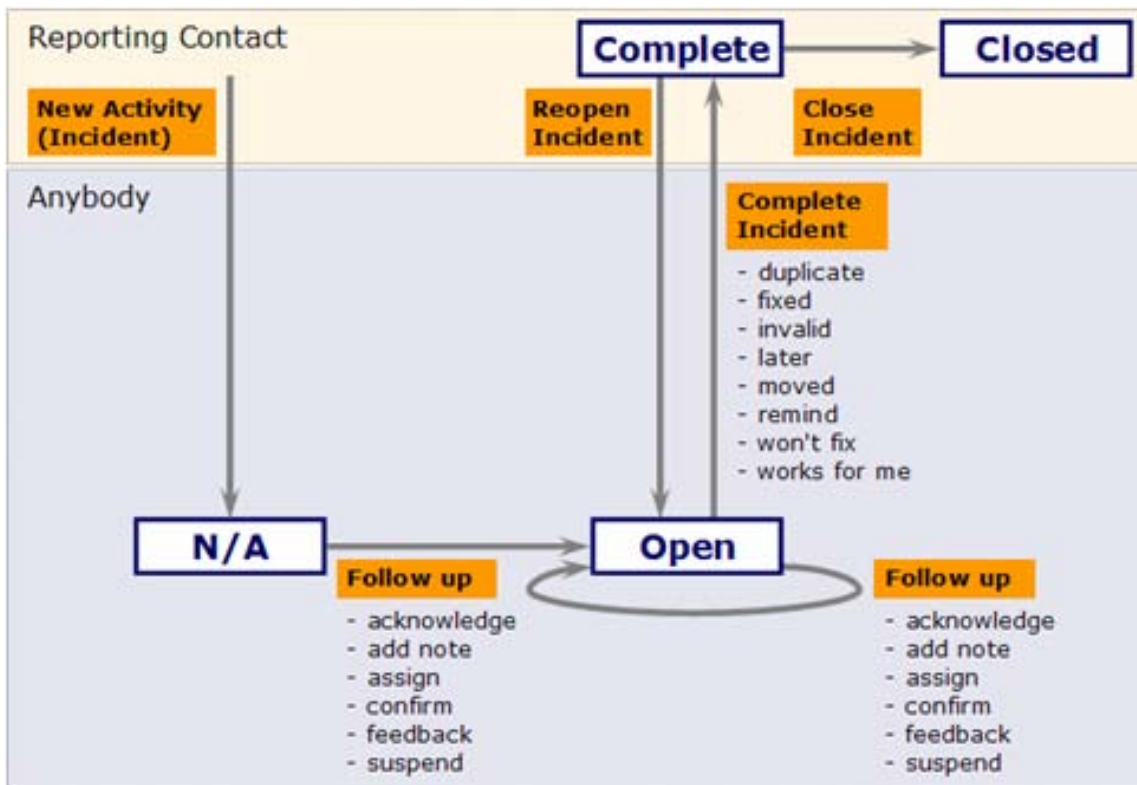 Reporting Contact
Complete
Closed
New Activity
(Incident)
Reopen
Incident
Close
Incident
Anybody
Complete
Incident
- duplicate
- fixed
- invalid
- later
- moved
- remind
- won't fix
- works for me
N/A
Open
Follow up
- acknowledge
- add note
- assign
- confirm
- feedback
- suspend
Follow up
- acknowledge
- add note
- assign
- confirm
- feedback
- suspend